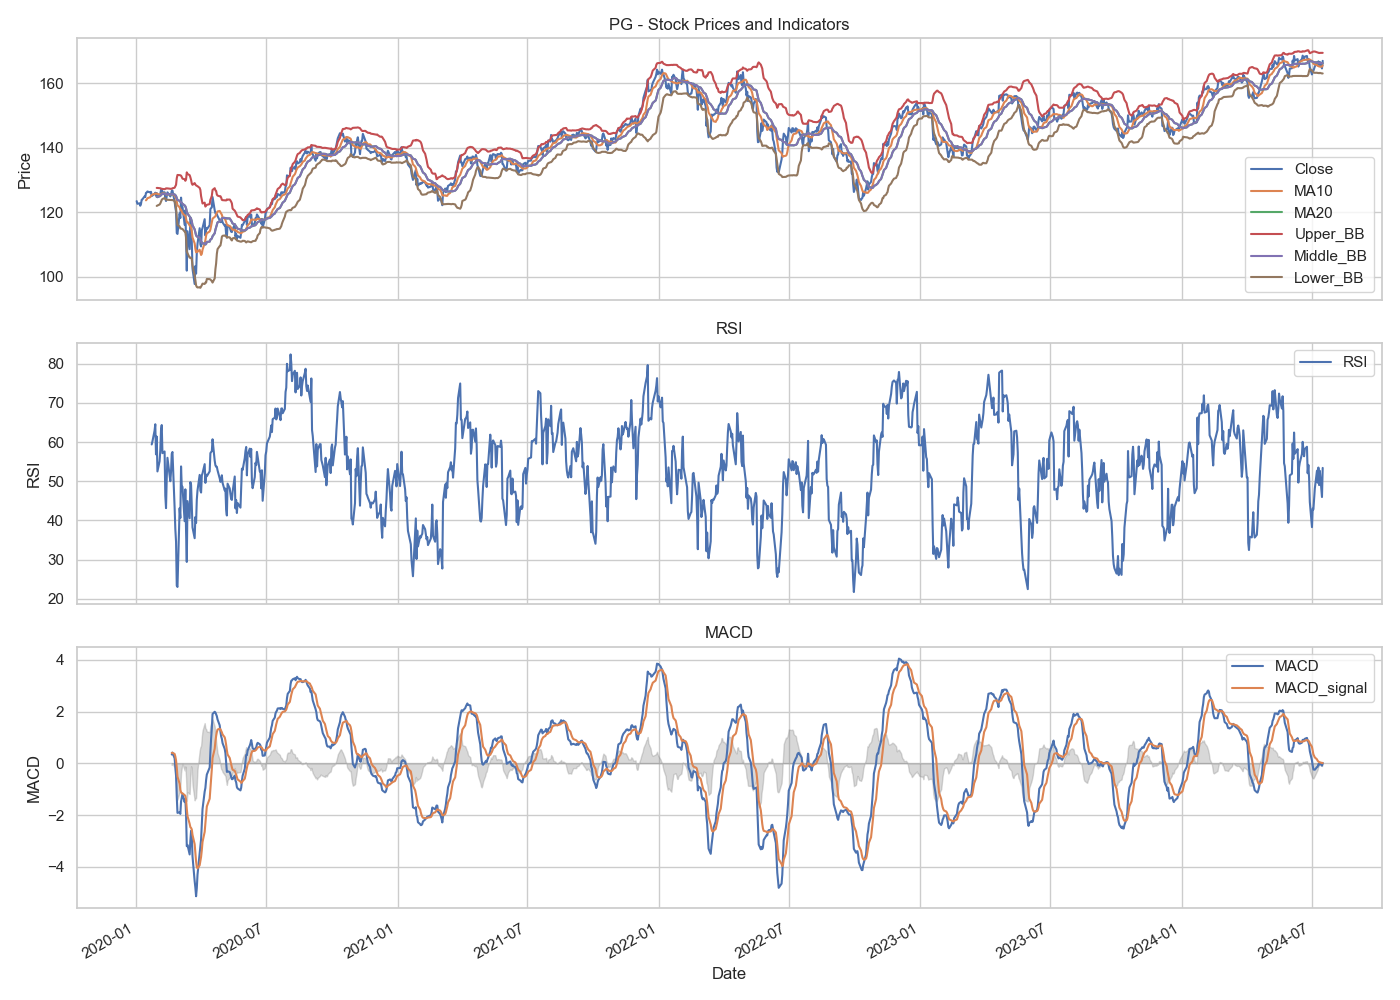 PG - Stock Prices and Indicators
160
140
120
100
Price
Close
MA10
MA20
Upper_BB
Middle_BB
Lower_BB
RSI
80
70
60
50
40
30
20
RSI
RSI
MACD
4
2
0
−2
−4
MACD
MACD
MACD_signal
2020-01
2020-07
2021-01
2021-07
2022-01
2022-07
2023-01
2023-07
2024-01
2024-07
Date